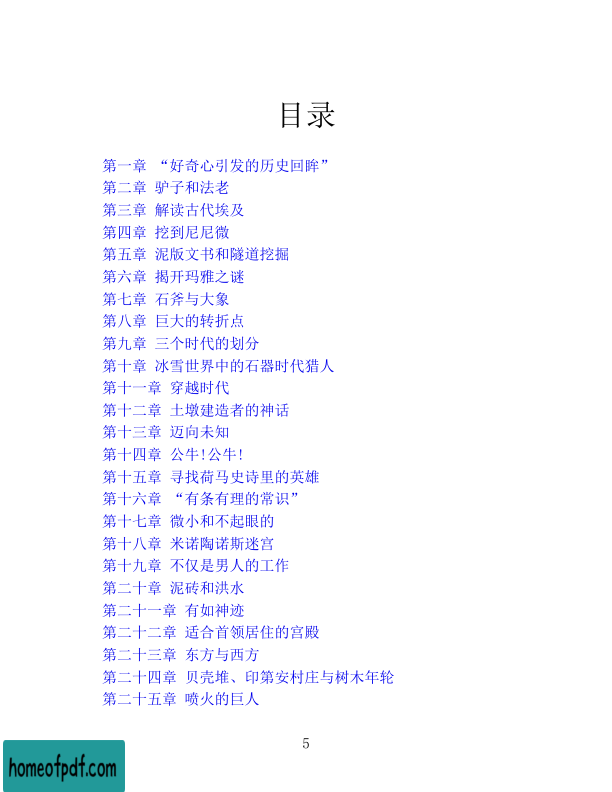 目录
第一章 “好奇心引发的历史回眸”
第二章 驴子和法老
第三章 解读古代埃及
第四章 挖到尼尼微
第五章 泥版文书和隧道挖掘
第六章 揭开玛雅之谜
第七章 石斧与大象
第八章 巨大的转折点
第九章 三个时代的划分
第十章 冰雪世界中的石器时代猎人
第十一章 穿越时代
第十二章 土墩建造者的神话
第十三章 迈向未知
第十四章 公牛!公牛!
第十五章 寻找荷马史诗里的英雄
第十六章 “有条有理的常识”
第十七章 微小和不起眼的
第十八章 米诺陶诺斯迷宫
第十九章 不仅是男人的工作
第二十章 泥砖和洪水
第二十一章 有如神迹
第二十二章 适合首领居住的宫殿
第二十三章 东方与西方
第二十四章 贝壳堆、印第安村庄与树木年轮
第二十五章 喷火的巨人
5
homeofpdf.com